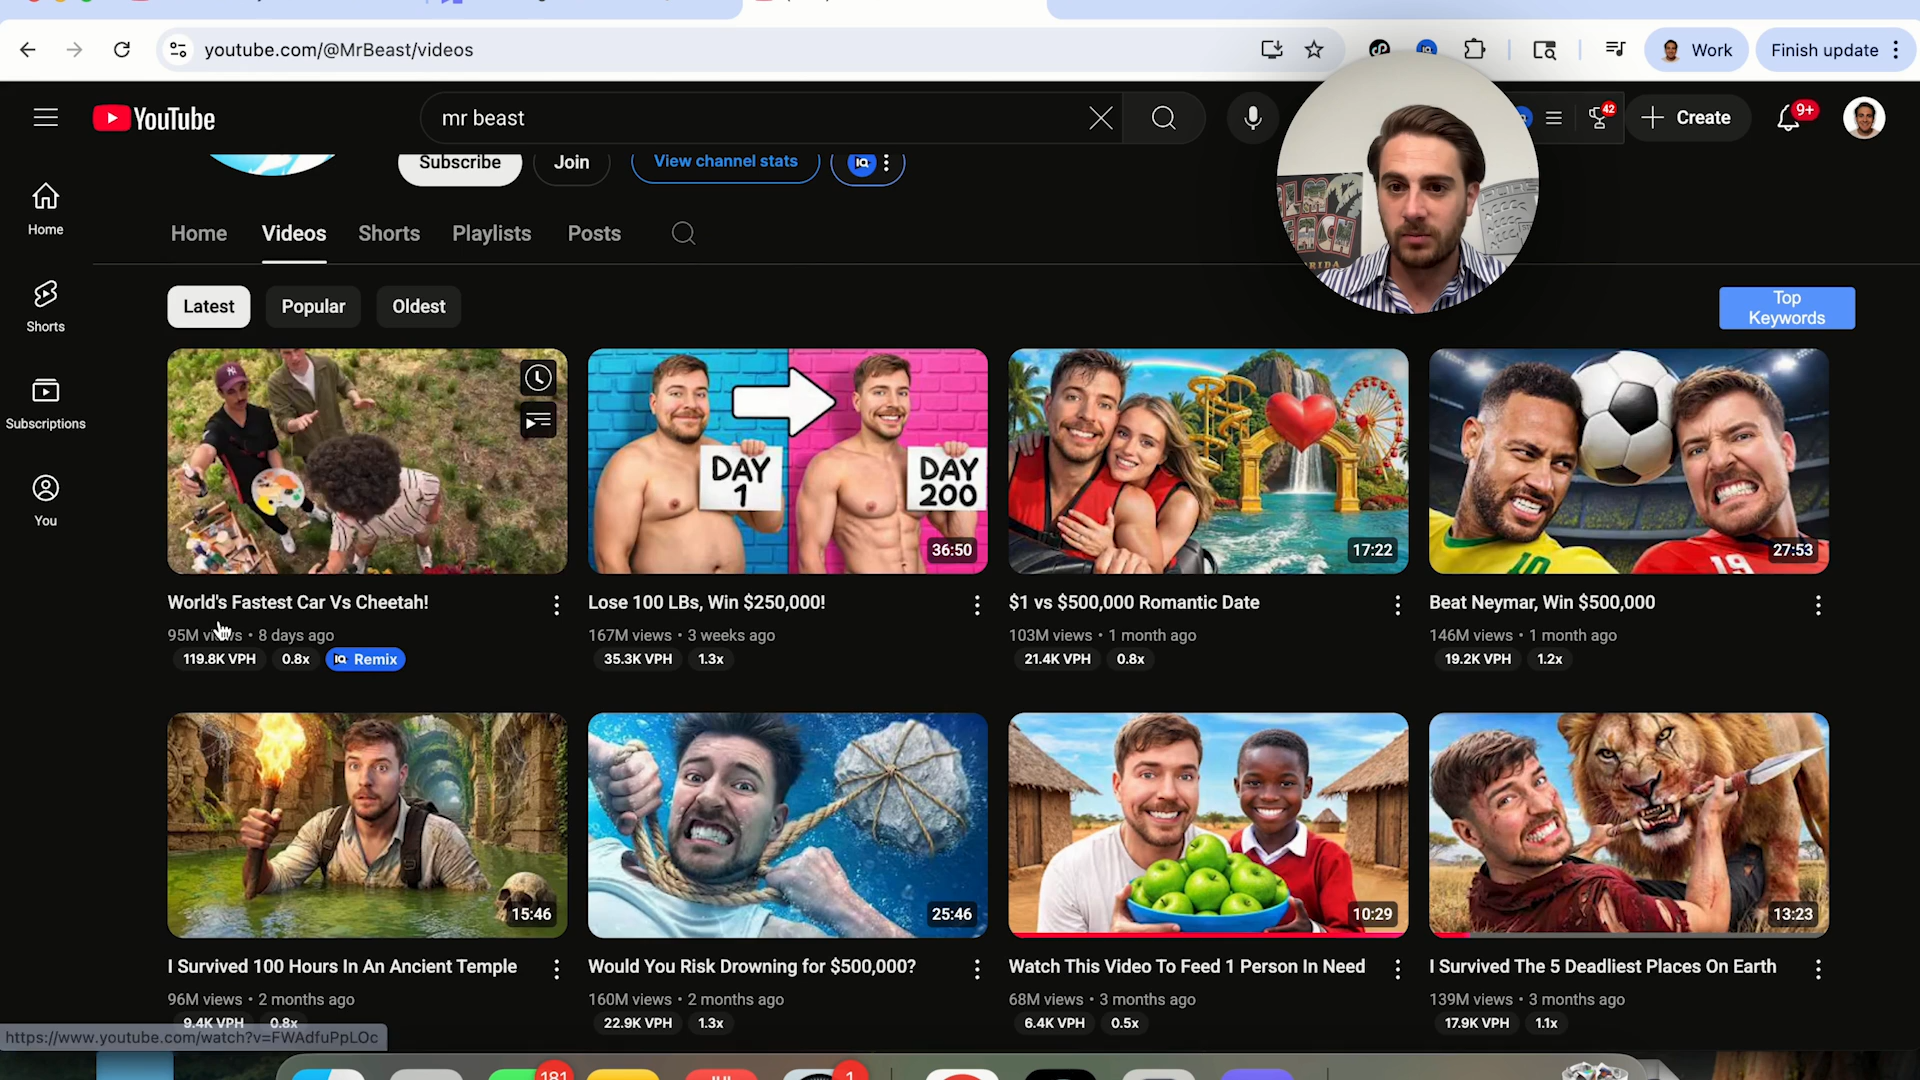 youtube.com/@MrBeast/videos
Work
Finish update
YouTube
mr beast
42
Create
9+
Subscribe
Join
View channel stats
Home
Videos
Shorts
Playlists
Posts
Home
Shorts
Subscriptions
You
Latest
Popular
Oldest
Top
Keywords
DAY
1
DAY
200
36:50
17:22
10
19
27:53
World's Fastest Car Vs Cheetah!
95M views • 8 days ago
119.8K VPH
0.8x
Remix
Lose 100 LBs, Win $250,000!
167M views • 3 weeks ago
35.3K VPH
1.3x
$1 vs $500,000 Romantic Date
103M views • 1 month ago
21.4K VPH
0.8x
Beat Neymar, Win $500,000
146M views • 1 month ago
19.2K VPH
1.2x
15:46
25:46
10:29
13:23
I Survived 100 Hours In An Ancient Temple
96M views • 2 months ago
9.4K VPH
0.8x
Would You Risk Drowning for $500,000?
160M views • 2 months ago
22.9K VPH
1.3x
Watch This Video To Feed 1 Person In Need
68M views • 3 months ago
6.4K VPH
0.5x
I Survived The 5 Deadliest Places On Earth
139M views • 3 months ago
17.9K VPH
1.1x
https://www.youtube.com/watch?v=FWAdfuPpLOc
181
1